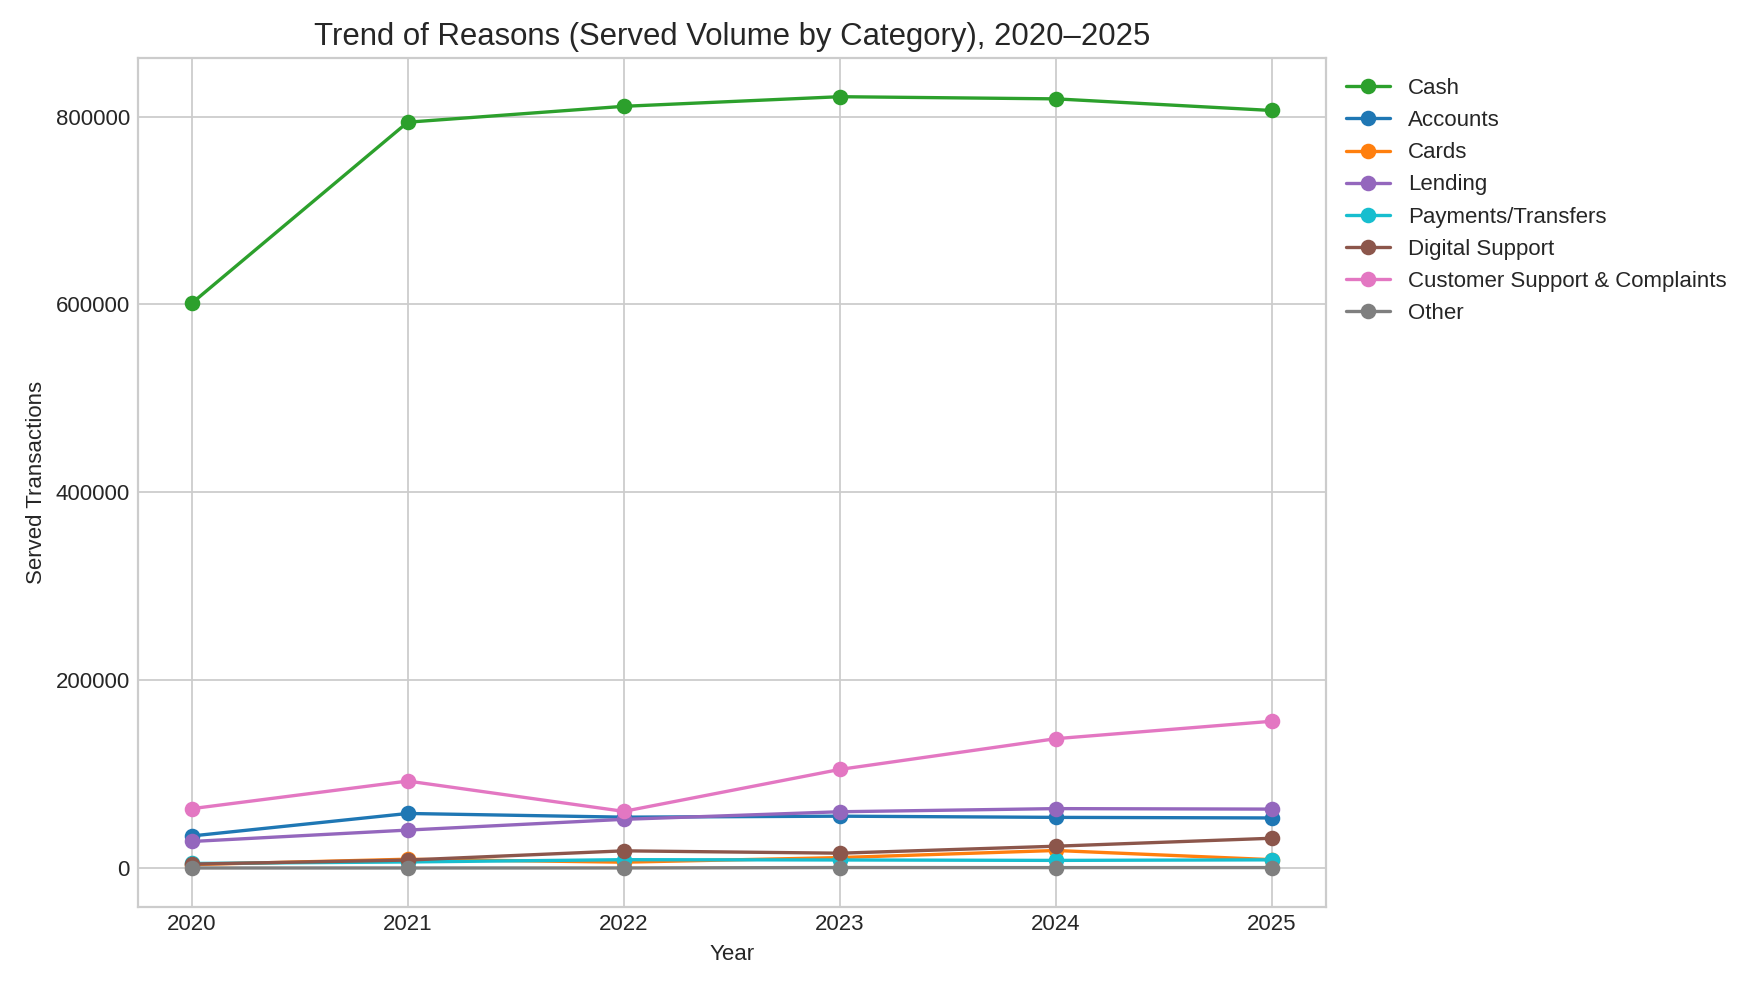 Trend of Reasons (Served Volume by Category), 2020–2025
Served Transactions
800000
600000
400000
200000
0
2020
2021
2022
2023
2024
2025
Year
Cash
Accounts
Cards
Lending
Payments/Transfers
Digital Support
Customer Support & Complaints
Other